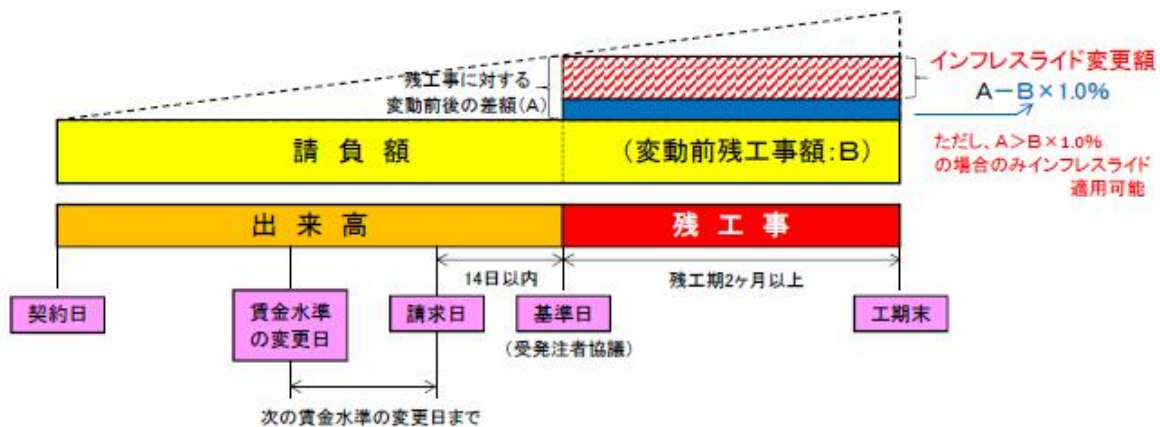 インフレスライド変更額
A－B×1.0%
残工事に対する
変動前後の差額(A)
ただし、A＞B×1.0%
の場合のみインフレスライド
適用可能
請負額
(変動前残工事額:B)
出来高
残工事
14日以内
残工期2ヶ月以上
契約日
賃金水準
の変更日
請求日
基準日
(受発注者協議)
工期末
次の賃金水準の変更日まで